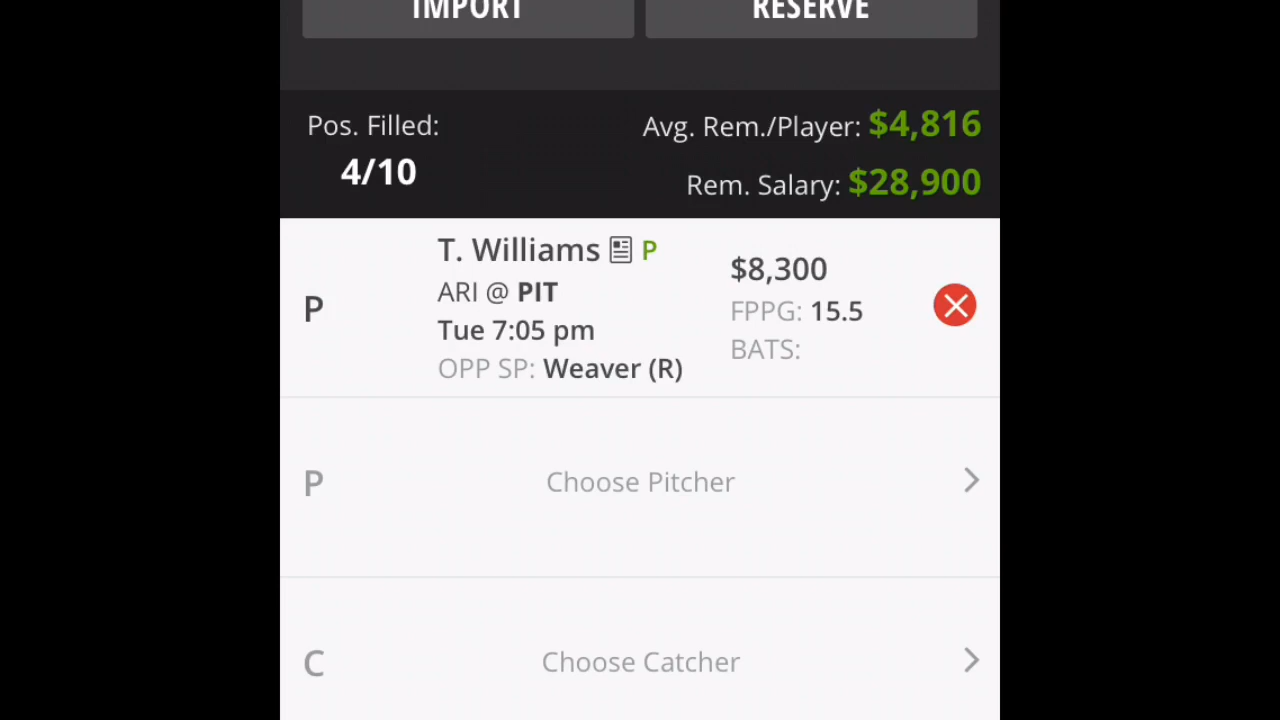 IMPORT
RESERVE
Pos. Filled:
4/10
Avg. Rem./Player: $4,816
Rem. Salary: $28,900
P
T. Williams P
ARI @ PIT
Tue 7:05 pm
OPP SP: Weaver (R)
$8,300
FPPG: 15.5
BATS:
P
Choose Pitcher
C
Choose Catcher